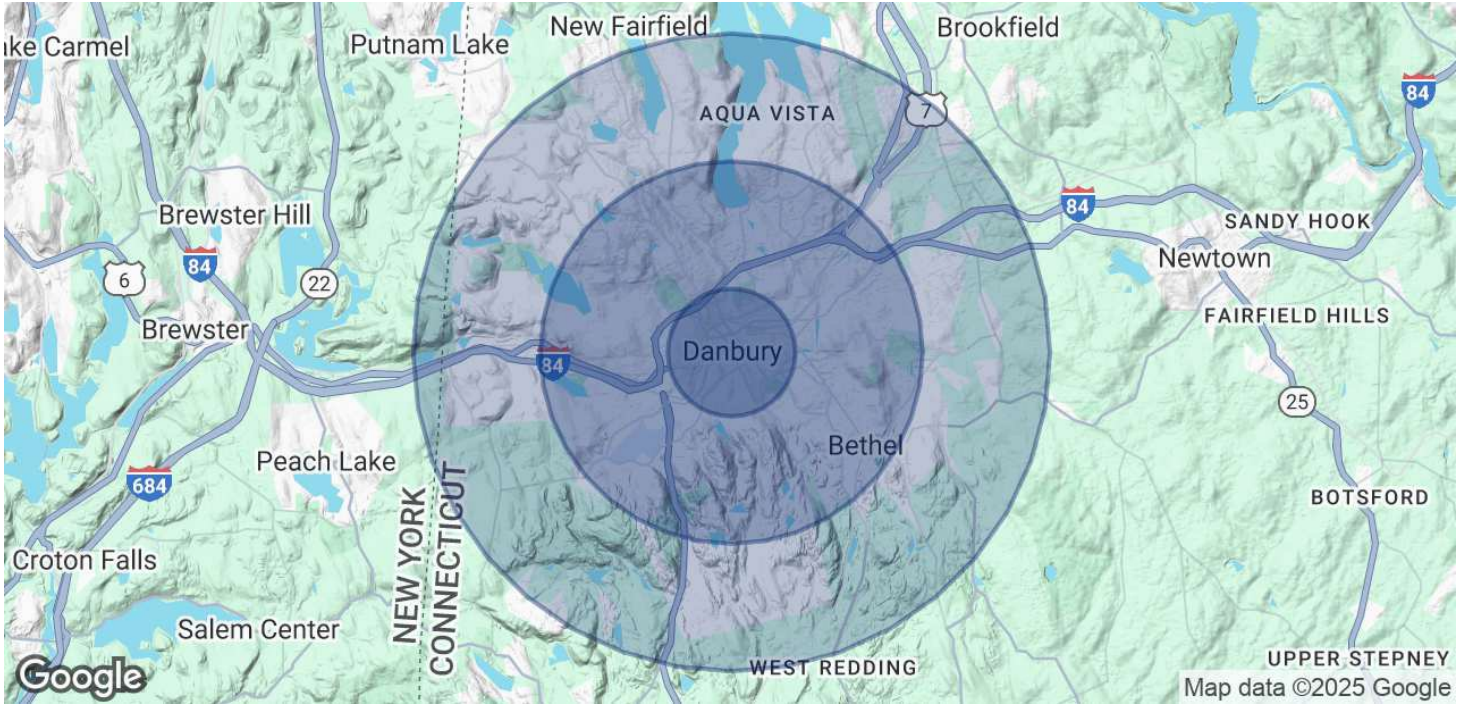 New Fairfield
Brookfield
ake Carmel
Putnam Lake
84
7
AQUA VISTA
84
Brewster Hill
SANDY HOOK
Newtown
84
6
22
FAIRFIELD HILLS
Brewster
Danbury
84
25
Bethel
Peach Lake
684
BOTSFORD
NEW YORK
CONNECTICUT
Croton Falls
Salem Center
WEST REDDING
UPPER STEPNEY
Google
Map data ©2025 Google